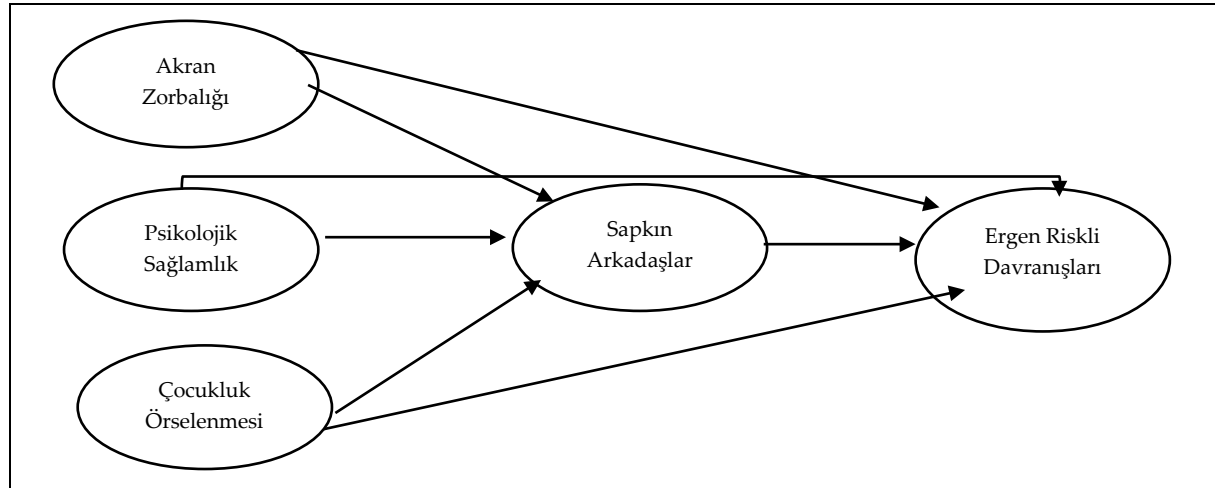 Akran
Zorbalığı
Psikolojik
Sağlamlık
Sapkın
Arkadaşlar
Ergen Riskli
Davranışları
Çocukluk
Örselenmesi